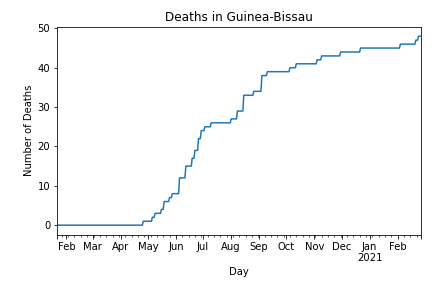 Deaths in Guinea-Bissau
Number of Deaths
50
40
30
20
10
0
Feb Mar Apr May Jun Jul Aug Sep Oct Nov Dec Jan Feb
2021
Day